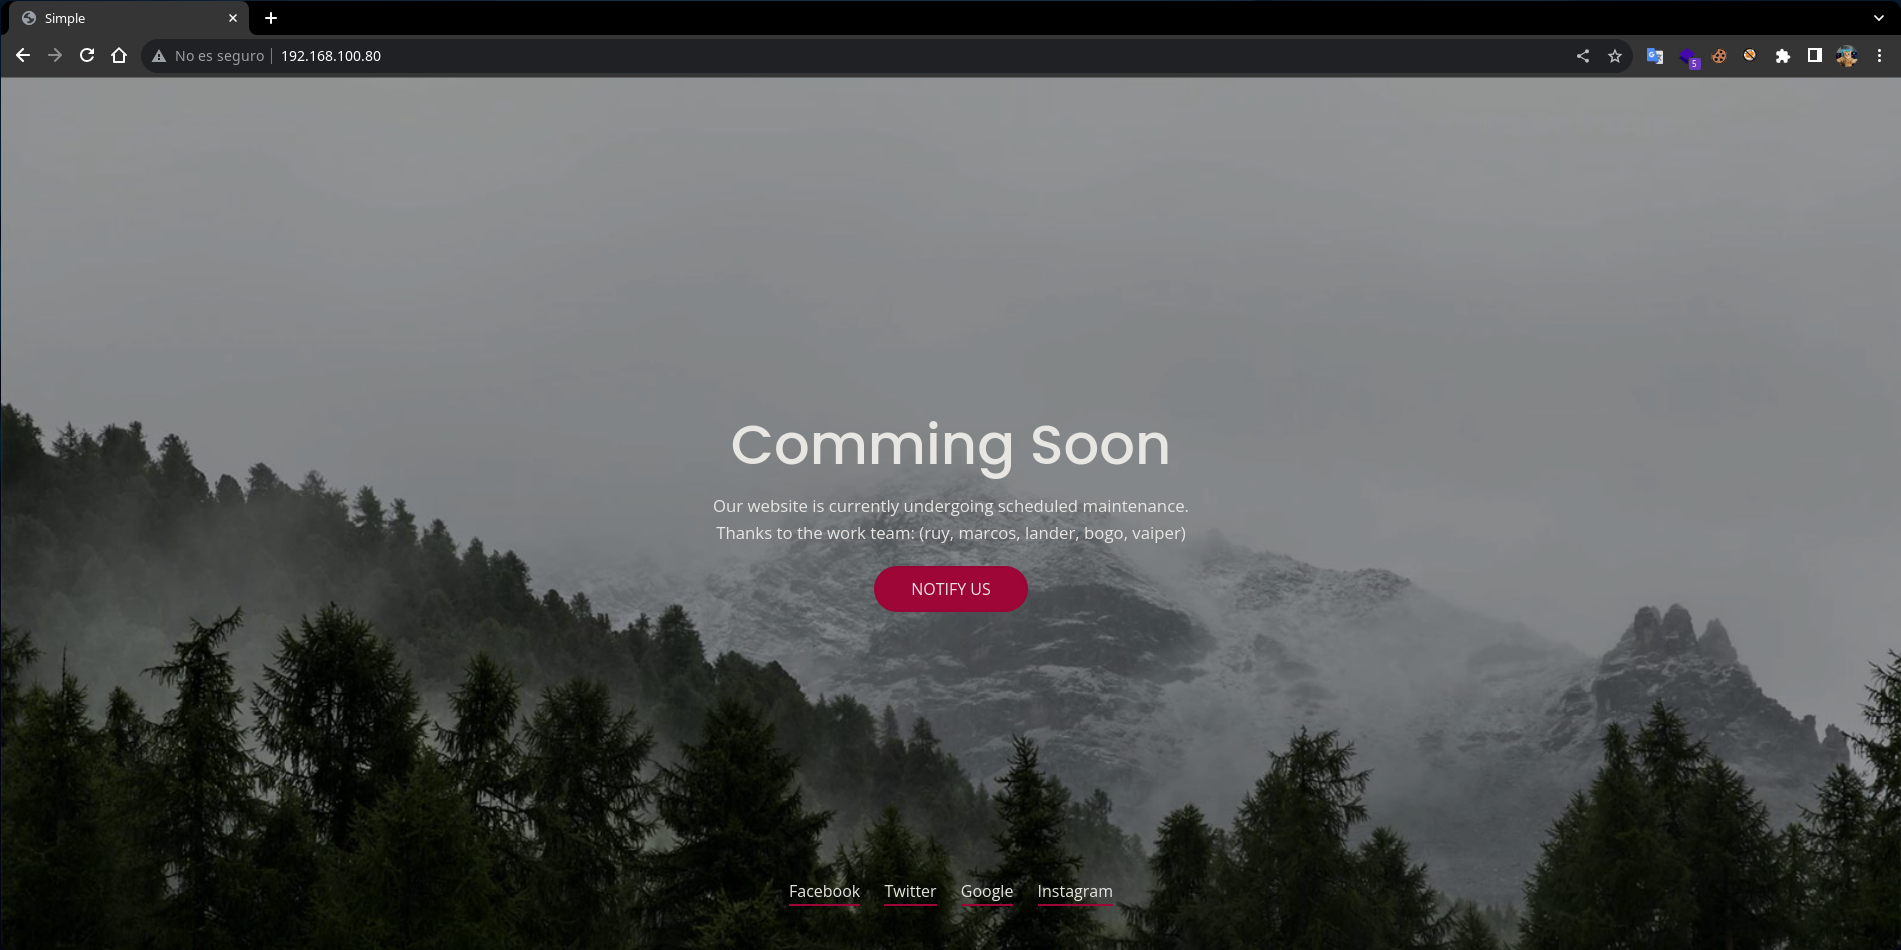 Simple
No es seguro
192.168.100.80
5
Comming Soon
Our website is currently undergoing scheduled maintenance.
Thanks to the work team: (ruy, marcos, lander, bogo, vaiper)
NOTIFY US
Facebook Twitter Google Instagram